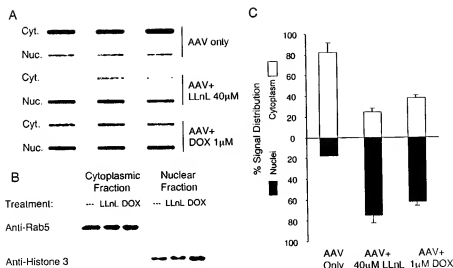 A
Cyt.
Nuc.
AAV
only
Cyt.
Nuc.
AAV+
LLnL 40µM
Cyt.
Nuc.
AAV+
DOX 1µM
B
Cytoplasmic
Fraction
Nuclear
Fraction
Treatment:
--- LLnL DOX
--- LLnL DOX
Anti-Rab5
Anti-Histone 3
C
% Signal Distribution
Cytoplasm
Nuclei
100
80
60
40
20
0
20
40
60
80
100
AAV
Only
AAV+
40µM LLnL
AAV+
1µM DOX